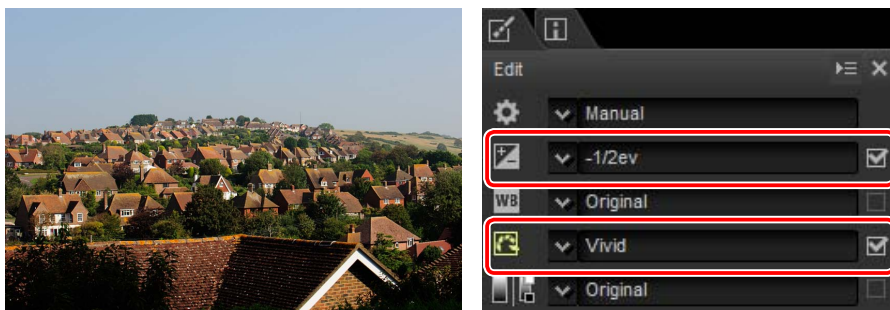 Edit
Manual
+- -1/2ev
WB Original
Vivid
Original